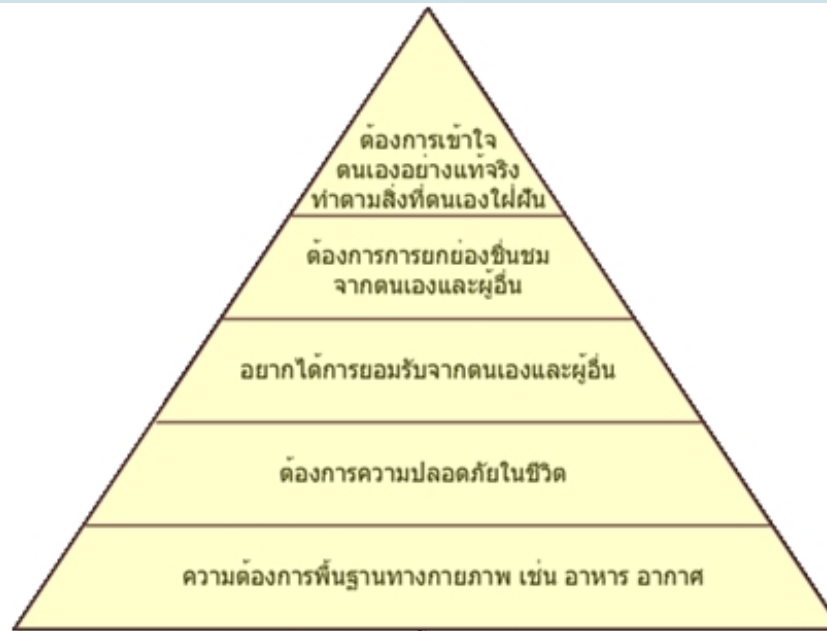 ต้องการเข้าใจ
ตนเองอย่างแท้จริง
ทำตามสิ่งที่ตนเองใฝ่ฝัน
ต้องการการยกย่องชื่นชม
จากตนเองและผู้อื่น
อยากได้การยอมรับจากตนเองและผู้อื่น
ต้องการความปลอดภัยในชีวิต
ความต้องการพื้นฐานทางกายภาพ เช่น อาหาร อากาศ